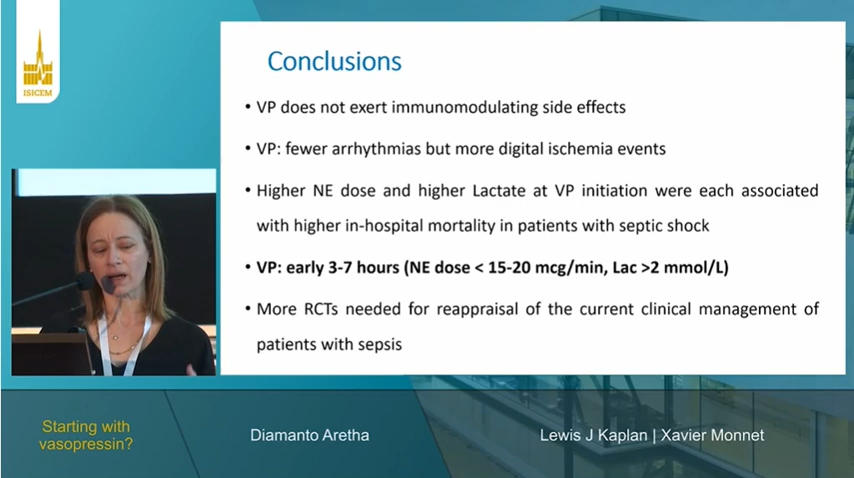 ISICEM
Conclusions
• VP does not exert immunomodulating side effects
• VP: fewer arrhythmias but more digital ischemia events
• Higher NE dose and higher Lactate at VP initiation were each associated
with higher in-hospital mortality in patients with septic shock
• VP: early 3-7 hours (NE dose < 15-20 mcg/min, Lac >2 mmol/L)
• More RCTs needed for reappraisal of the current clinical management of
patients with sepsis
Starting with
vasopressin?
Diamanto Aretha
Lewis J Kaplan | Xavier Monnet